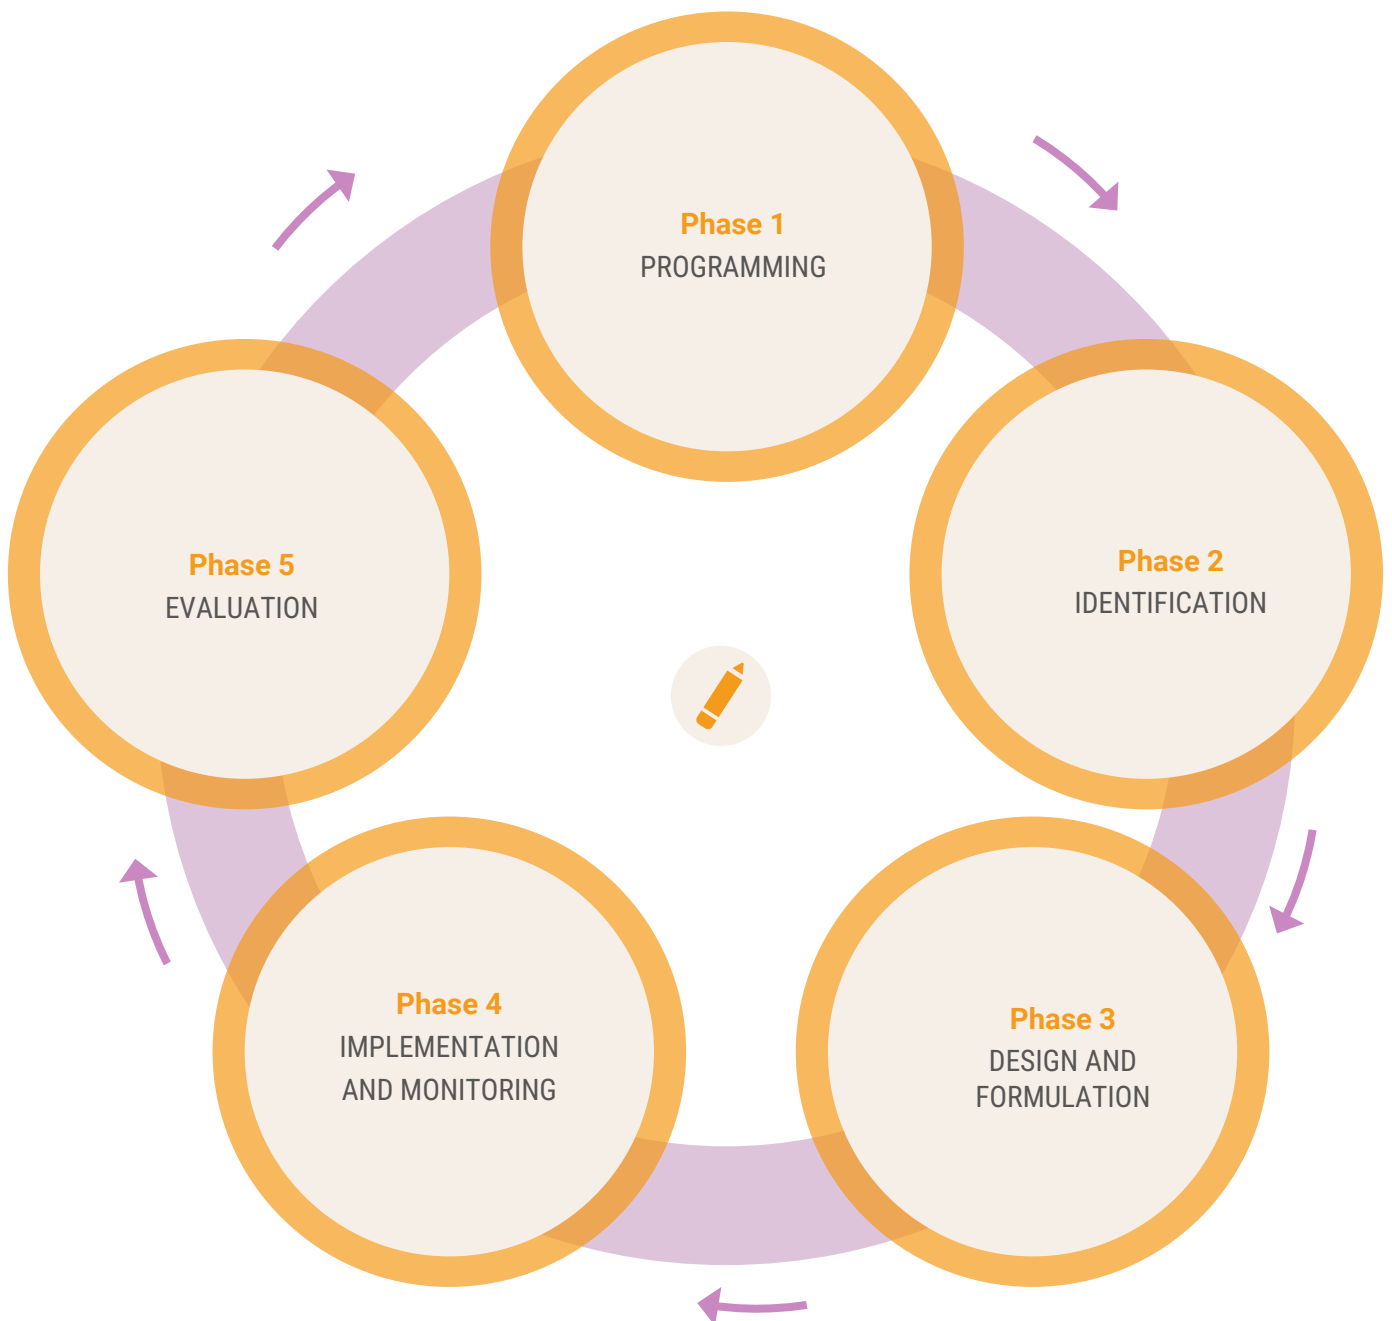 Phase 1
PROGRAMMING
Phase 2
IDENTIFICATION
Phase 3
DESIGN AND
FORMULATION
Phase 4
IMPLEMENTATION
AND MONITORING
Phase 5
EVALUATION